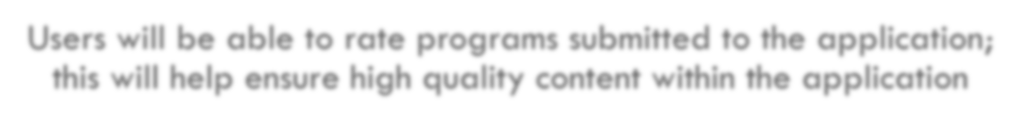 Users will be able to rate programs submitted to the application;
this will help ensure high quality content within the application